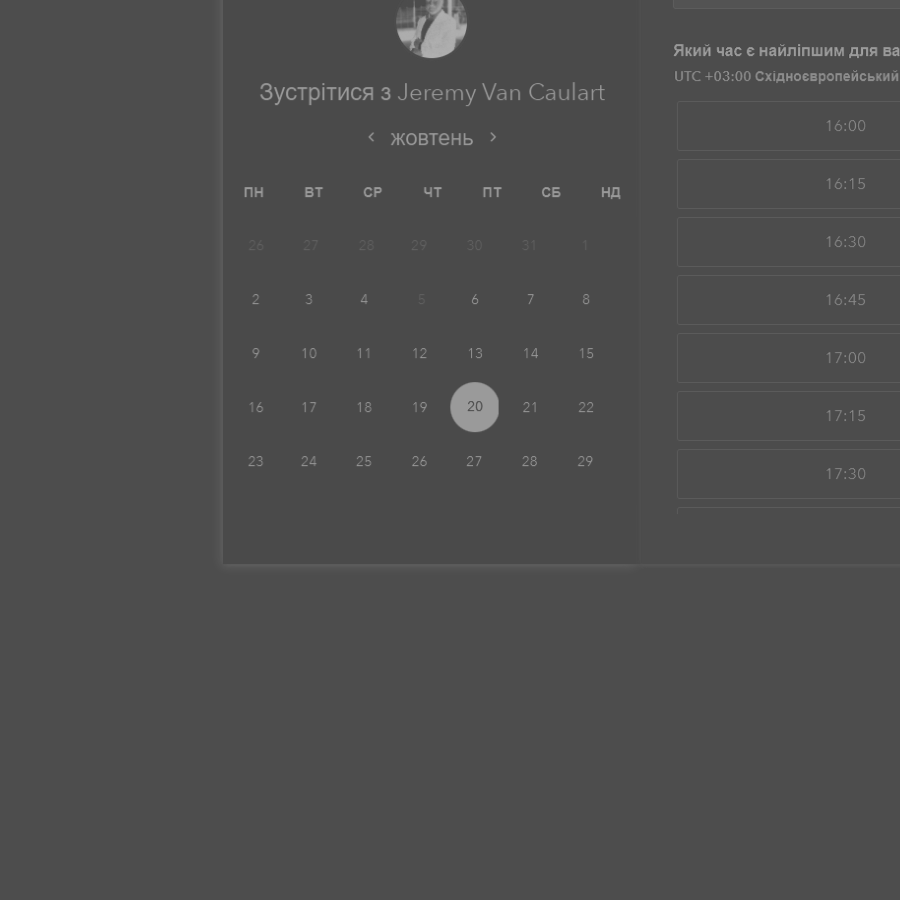 Зустрітися з Jeremy Van Caulart
жовтень
ПН ВТ СР ЧТ ПТ СБ НД
26 27 28 29 30 31 1
2 3 4 5 6 7 8
9 10 11 12 13 14 15
16 17 18 19 20 21 22
23 24 25 26 27 28 29
Який час є найліпшим для ва
UTC +03:00 Східноєвропейський
16:00
16:15
16:30
16:45
17:00
17:15
17:30